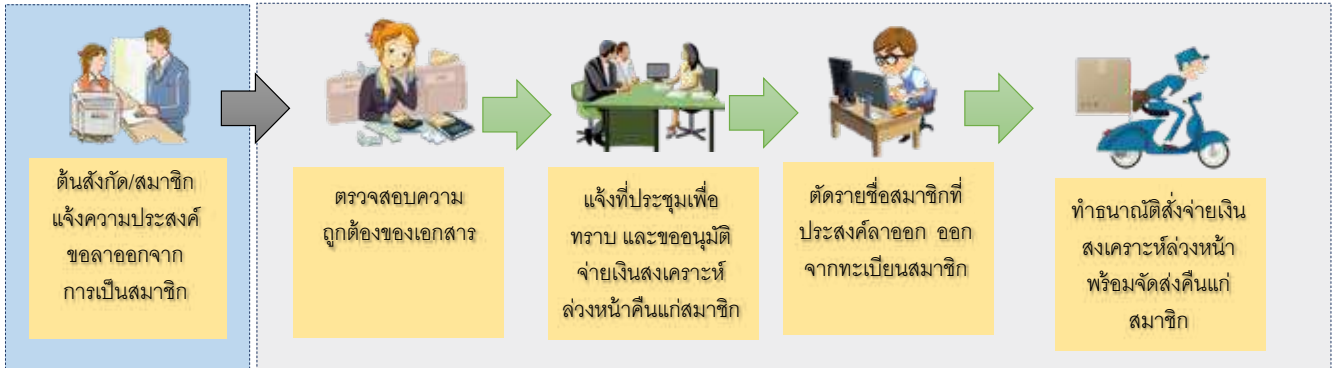 ต้นสังกัด/สมาชิก
แจ้งความประสงค์
ขอลาออกจาก
การเป็นสมาชิก
ตรวจสอบความ
ถูกต้องของเอกสาร
แจ้งที่ประชุมเพื่อ
ทราบ และขออนุมัติ
จ่ายเงินสงเคราะห์
ล่วงหน้าคืนแก่สมาชิก
ตัดรายชื่อสมาชิกที่
ประสงค์ลาออก ออก
จากทะเบียนสมาชิก
ทำธนาณัติสั่งจ่ายเงิน
สงเคราะห์ล่วงหน้า
พร้อมจัดส่งคืนแก่
สมาชิก